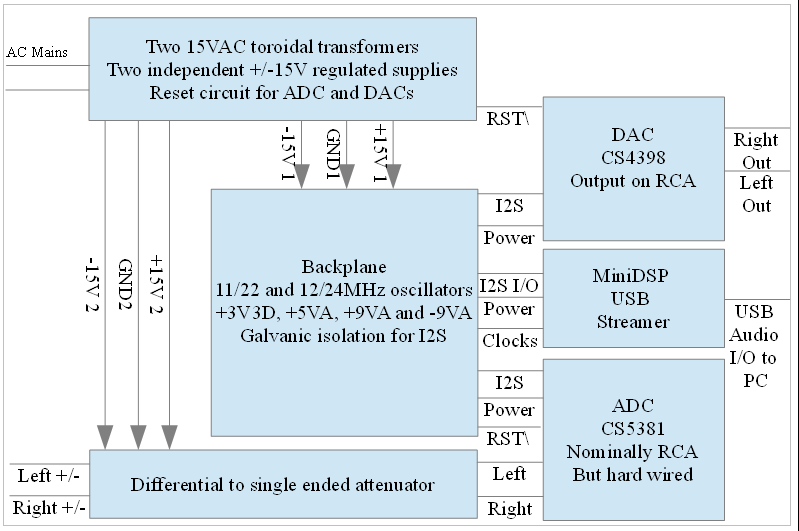 AC Mains
Two 15VAC toroidal transformers
Two independent +/-15V regulated supplies
Reset circuit for ADC and DACs
-15V 1
GND1
+15V 1
-15V 2
GND2
+15V 2
RST\
DAC
CS4398
Output on RCA
Right
Out
Left
Out
I2S
Power
Backplane
11/22 and 12/24MHz oscillators
+3V3D, +5VA, +9VA and -9VA
Galvanic isolation for I2S
I2S I/O
Power
Clocks
MiniDSP
USB
Streamer
USB
Audio
I/O to
PC
I2S
Power
RST\
ADC
CS5381
Nominally RCA
But hard wired
Left +/-
Right +/-
Differential to single ended attenuator
Left
Right